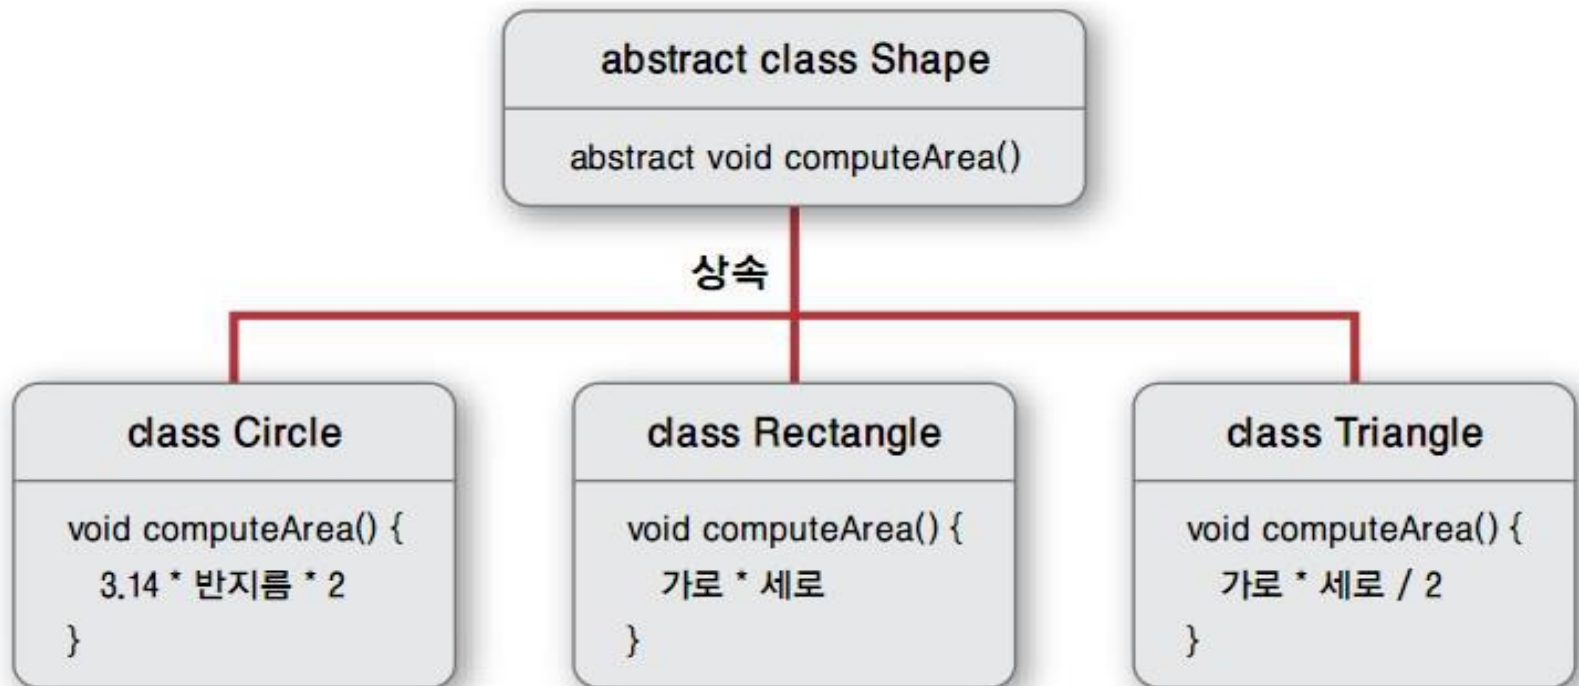 abstract class Shape
abstract void computeArea()
상속
class Circle
void computeArea() {
3.14 * 반지름 * 2
}
class Rectangle
void computeArea() {
가로 * 세로
}
class Triangle
void computeArea() {
가로 * 세로 / 2
}